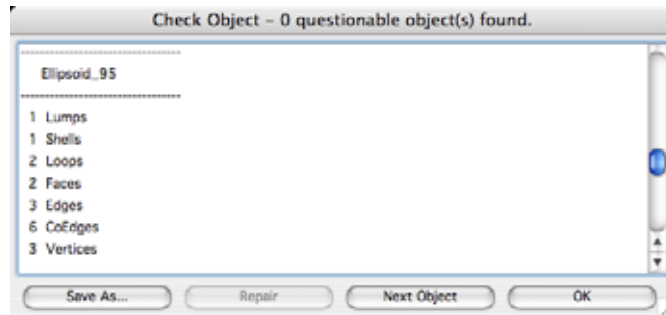 Check Object – 0 questionable object(s) found.
Ellipsoid_95
1 Lumps
1 Shells
2 Loops
2 Faces
3 Edges
6 CoEdges
3 Vertices
Save As... Repair Next Object OK